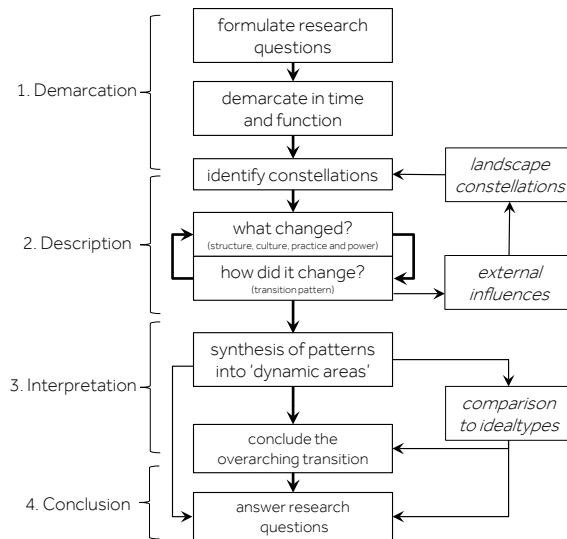 formulate research
questions
1. Demarcation
demarcate in time
and function
identify constellations
landscape
constellations
2. Description
what changed?
(structure, culture, practice and power)
how did it change?
(transition pattern)
external
influences
synthesis of patterns
into ‘dynamic areas’
3. Interpretation
comparison
to idealtypes
conclude the
overarching transition
4. Conclusion
answer research
questions